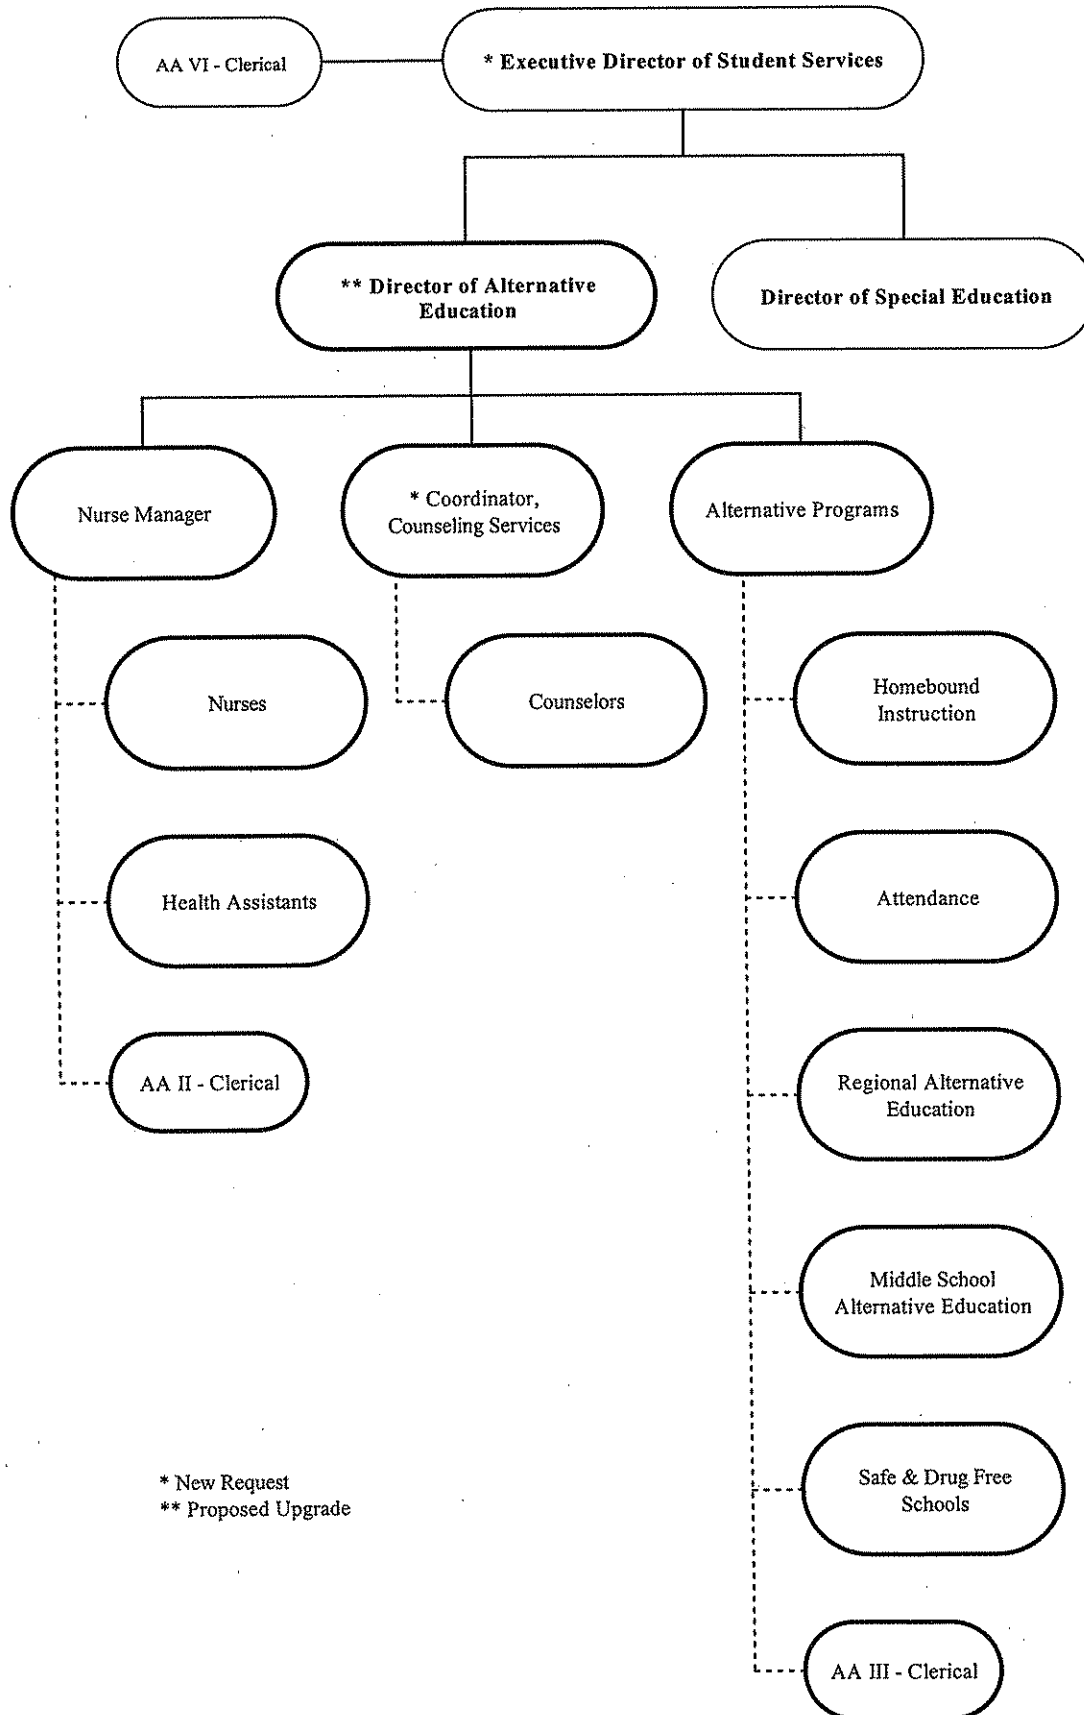 AA VI - Clerical
* Executive Director of Student Services
** Director of Alternative
Education
Director of Special Education
Nurse Manager
* Coordinator,
Counseling Services
Alternative Programs
Nurses
Counselors
Homebound
Instruction
Health Assistants
Attendance
AA II - Clerical
Regional Alternative
Education
Middle School
Alternative Education
* New Request
** Proposed Upgrade
Safe & Drug Free
Schools
AA III - Clerical